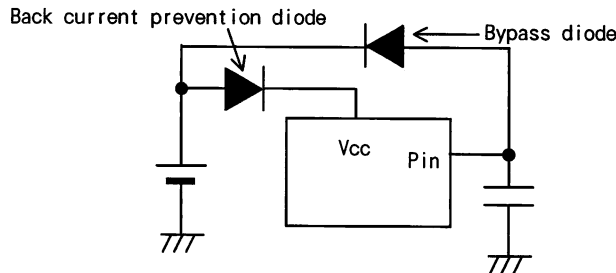 Back current prevention diode
Bypass diode
Vcc
Pin